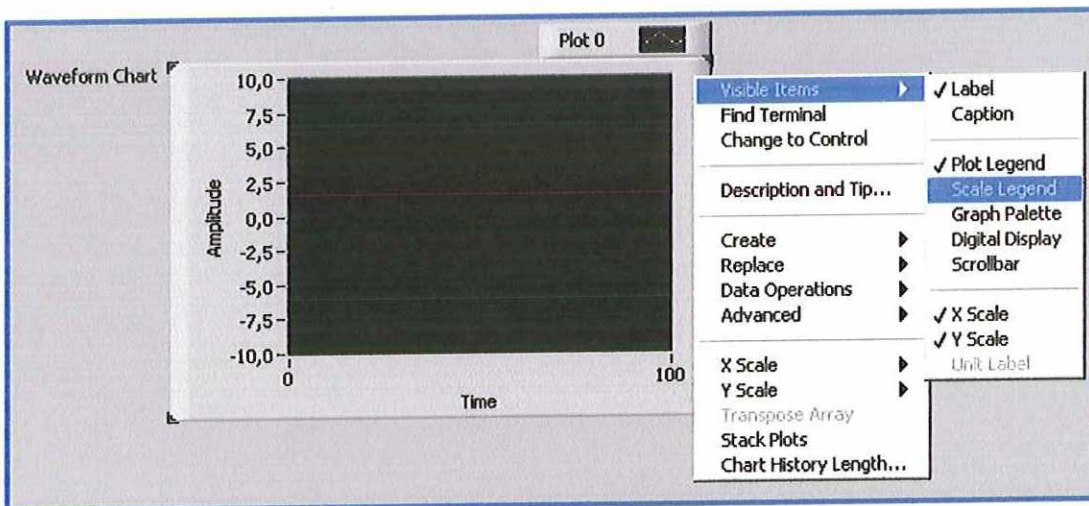 Plot 0
Waveform Chart
10,0
7,5
5,0
2,5
0,0
-2,5
-5,0
-7,5
-10,0
Amplitude
0
100
Time
Visible Items
Find Terminal
Change to Control
Description and Tip...
Create
Replace
Data Operations
Advanced
X Scale
Y Scale
Transpose Array
Stack Plots
Chart History Length...
Label
Caption
Plot Legend
Scale Legend
Graph Palette
Digital Display
Scrollbar
X Scale
Y Scale
Unit Label